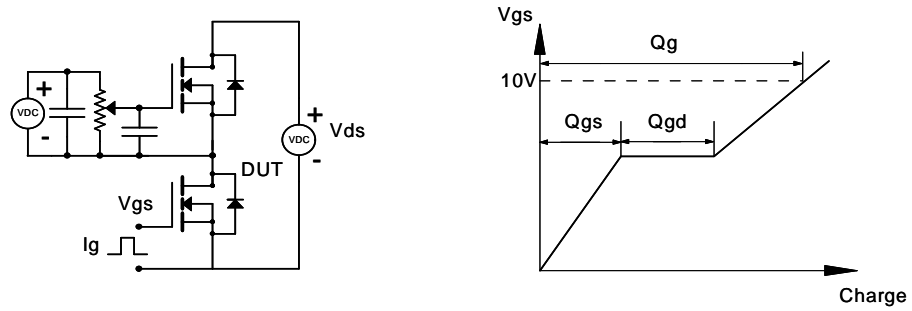 +
VDC
-
+
VDC
-
Vds
DUT
Vgs
Ig
Vgs
Qg
10V
Qgs
Qgd
Charge